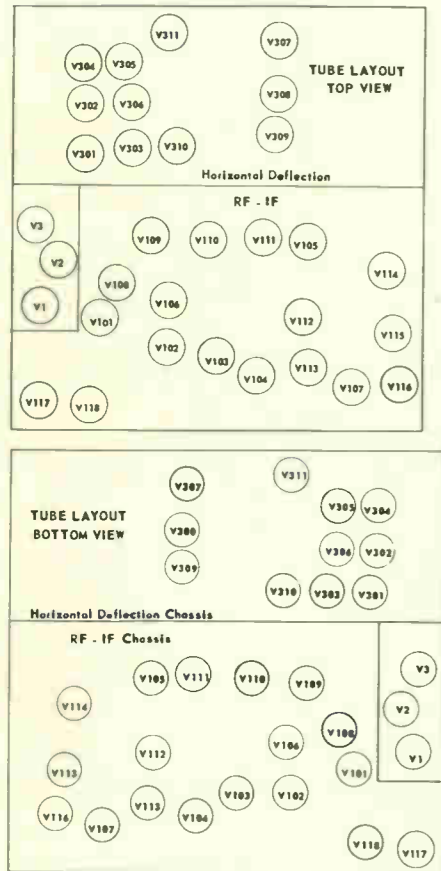 V311 V307
V304 V305
TUBE LAYOUT
TOP VIEW
V302 V306 V308
V301 V303 V310 V309
Horizontal Deflection
RF - IF
V3 V109 V110 V111 V105
V2 V114
V108
V1 V101 V106 V112 V115
V102 V103 V104 V113 V107 V116
V117 V118
V307 V311
TUBE LAYOUT
BOTTOM VIEW
V305 V304
V300 V306 V302
V309
V310 V303 V301
Horizontal Deflection Chassis
RF - IF Chassis
V105 V111 V110 V109 V3
V114 V2
V108
V112 V106 V1
V115 V101
V116 V107 V113 V104 V103 V102
V118 V117